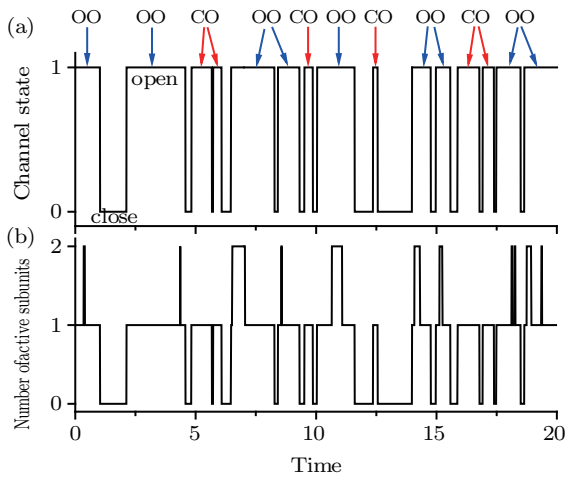 (a)
OO OO CO OO CO OO CO OO CO OO
1
open
Channel state
0
close
(b)
2
1
0
Number ofactive subunits
0 5 10 15 20
Time